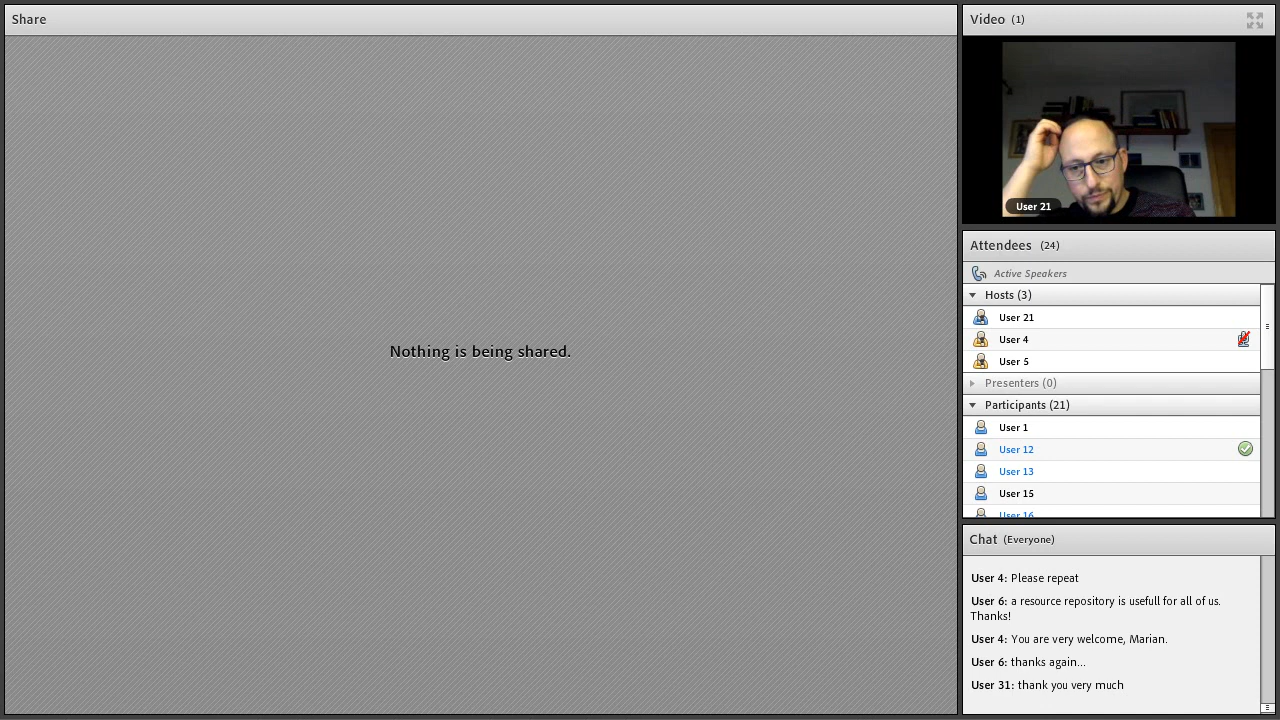 Share
Nothing is being shared.
Video (1)
User 21
Attendees (24)
Active Speakers
Hosts (3)
User 21
User 4
User 5
Presenters (0)
Participants (21)
User 1
User 12
User 13
User 15
User 16
Chat (Everyone)
User 4: Please repeat
User 6: a resource repository is usefull for all of us.
Thanks!
User 4: You are very welcome, Marian.
User 6: thanks again...
User 31: thank you very much